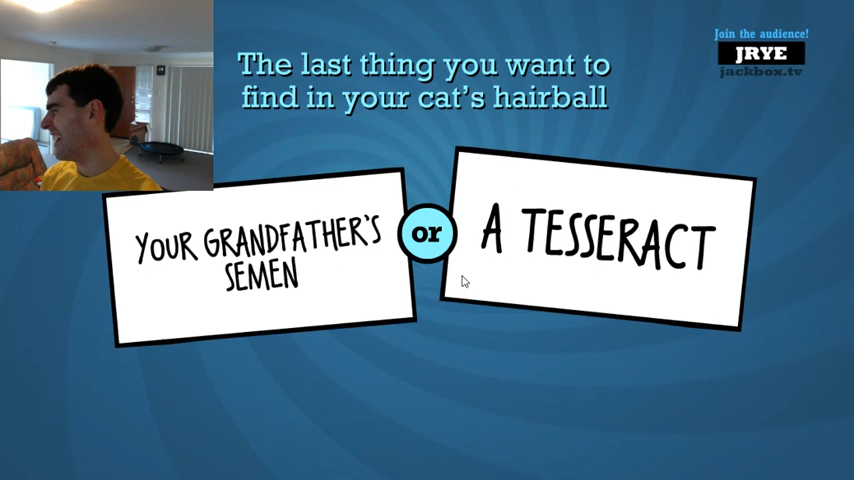 The last thing you want to
find in your cat's hairball
Join the audience!
JRYE
jackbox.tv
YOUR GRANDFATHER'S
SEMEN
or
A TESSERACT